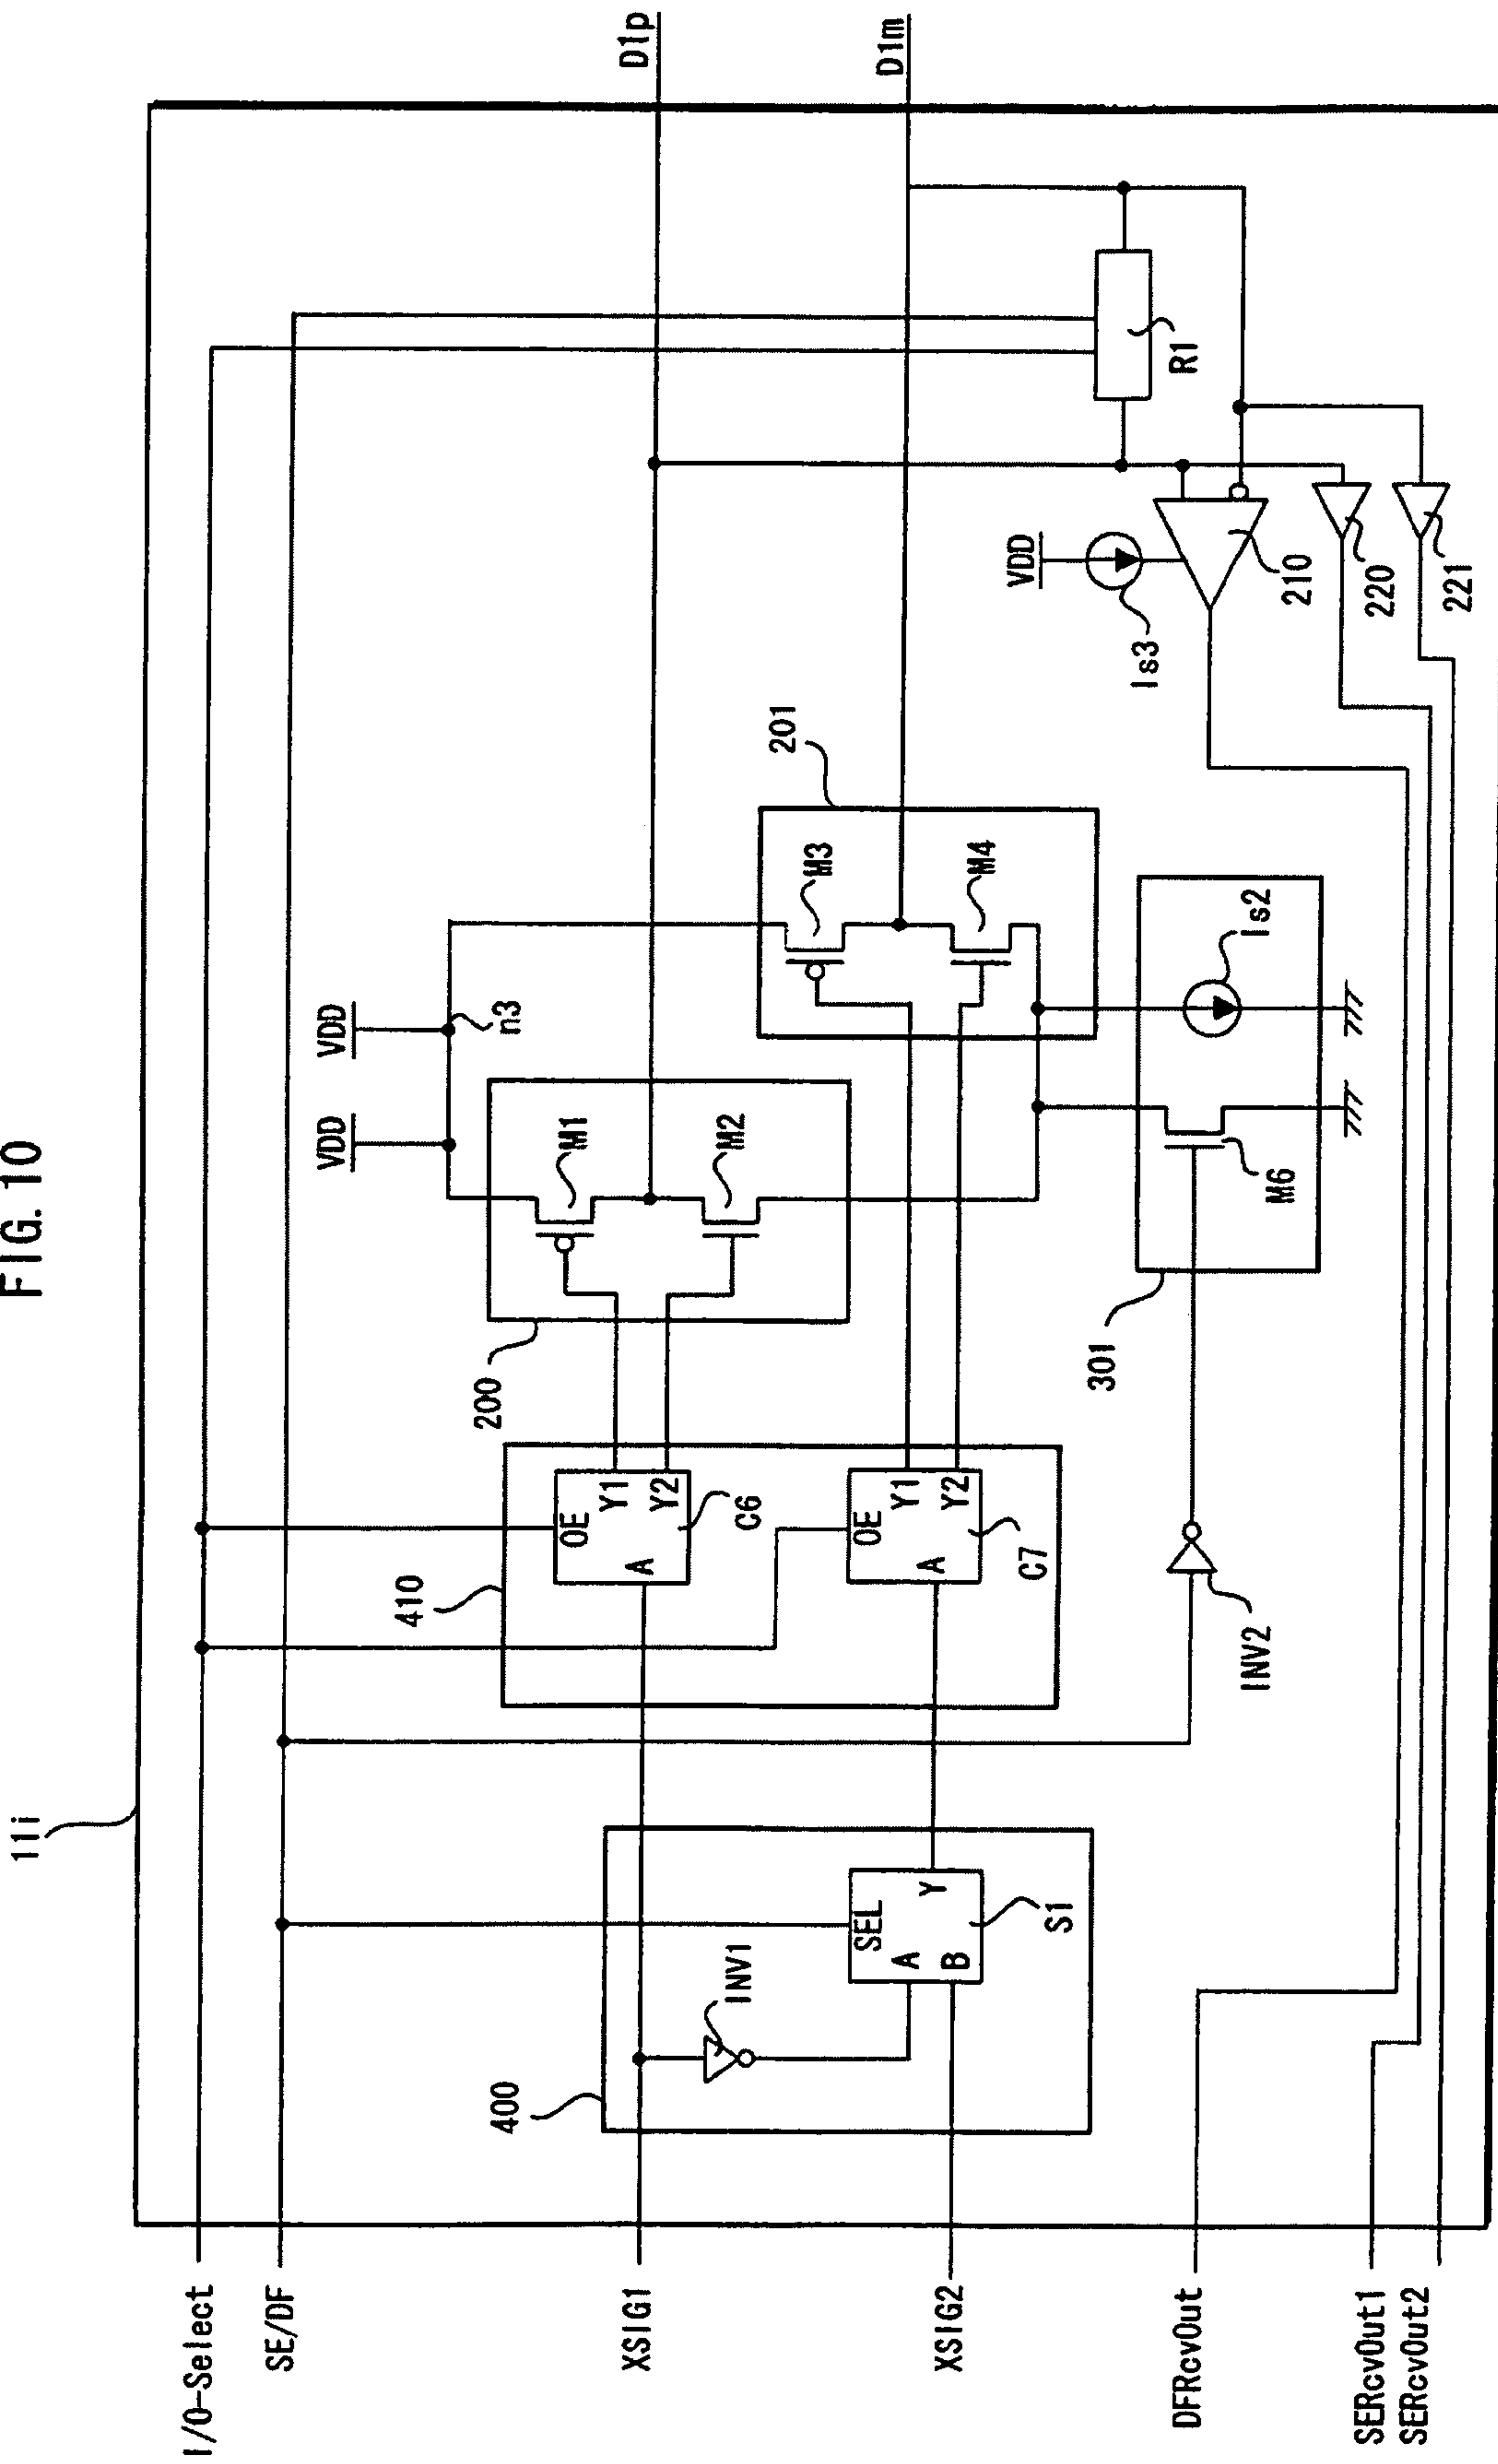 FIG. 10
11i
I/O-Select
SE/DF
XSIG1
XSIG2
DFRcvOut
SERcvOut1
SERcvOut2
D1p
D1m
400
INV1
SEL
A
B
Y
S1
410
OE
A
Y1
Y2
C6
OE
A
Y1
Y2
C7
INV2
200
M1
M2
VDD
VDD
n3
201
M3
M4
301
M6
Is2
VDD
Is3
210
220
221
R1